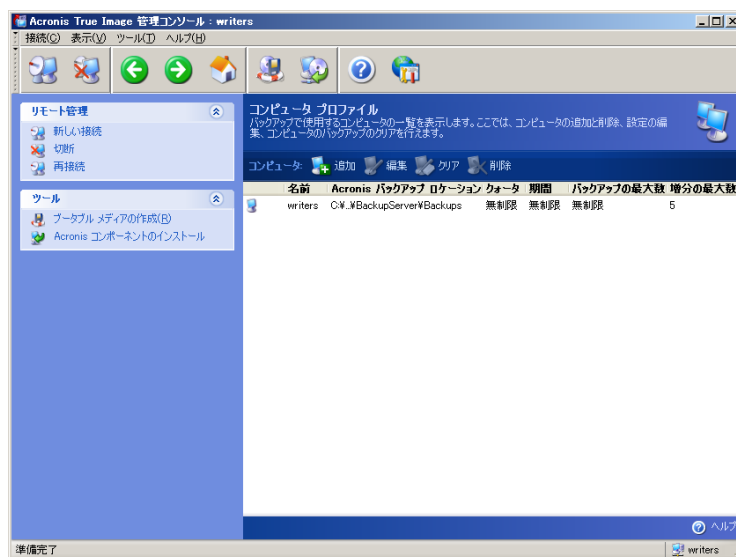 Acronis True Image 管理コンソール : writers
接続(C) 表示(V) ツール(T) ヘルプ(H)
リモート管理
新しい接続
切断
再接続
ツール
ブータブル メディアの作成(R)
Acronis コンポーネントのインストール
コンピュータ プロファイル
バックアップで使用するコンピュータの一覧を表示します。ここでは、コンピュータの追加と削除、設定の編
集、コンピュータのバックアップのクリアを行えます。
コンピュータ: 追加 編集 クリア 削除
名前 Acronis バックアップ ロケーション クォータ 期間 バックアップの最大数 増分の最大数
writers C:¥..¥BackupServer¥Backups 無制限 無制限 無制限 5
ヘルプ
準備完了 writers